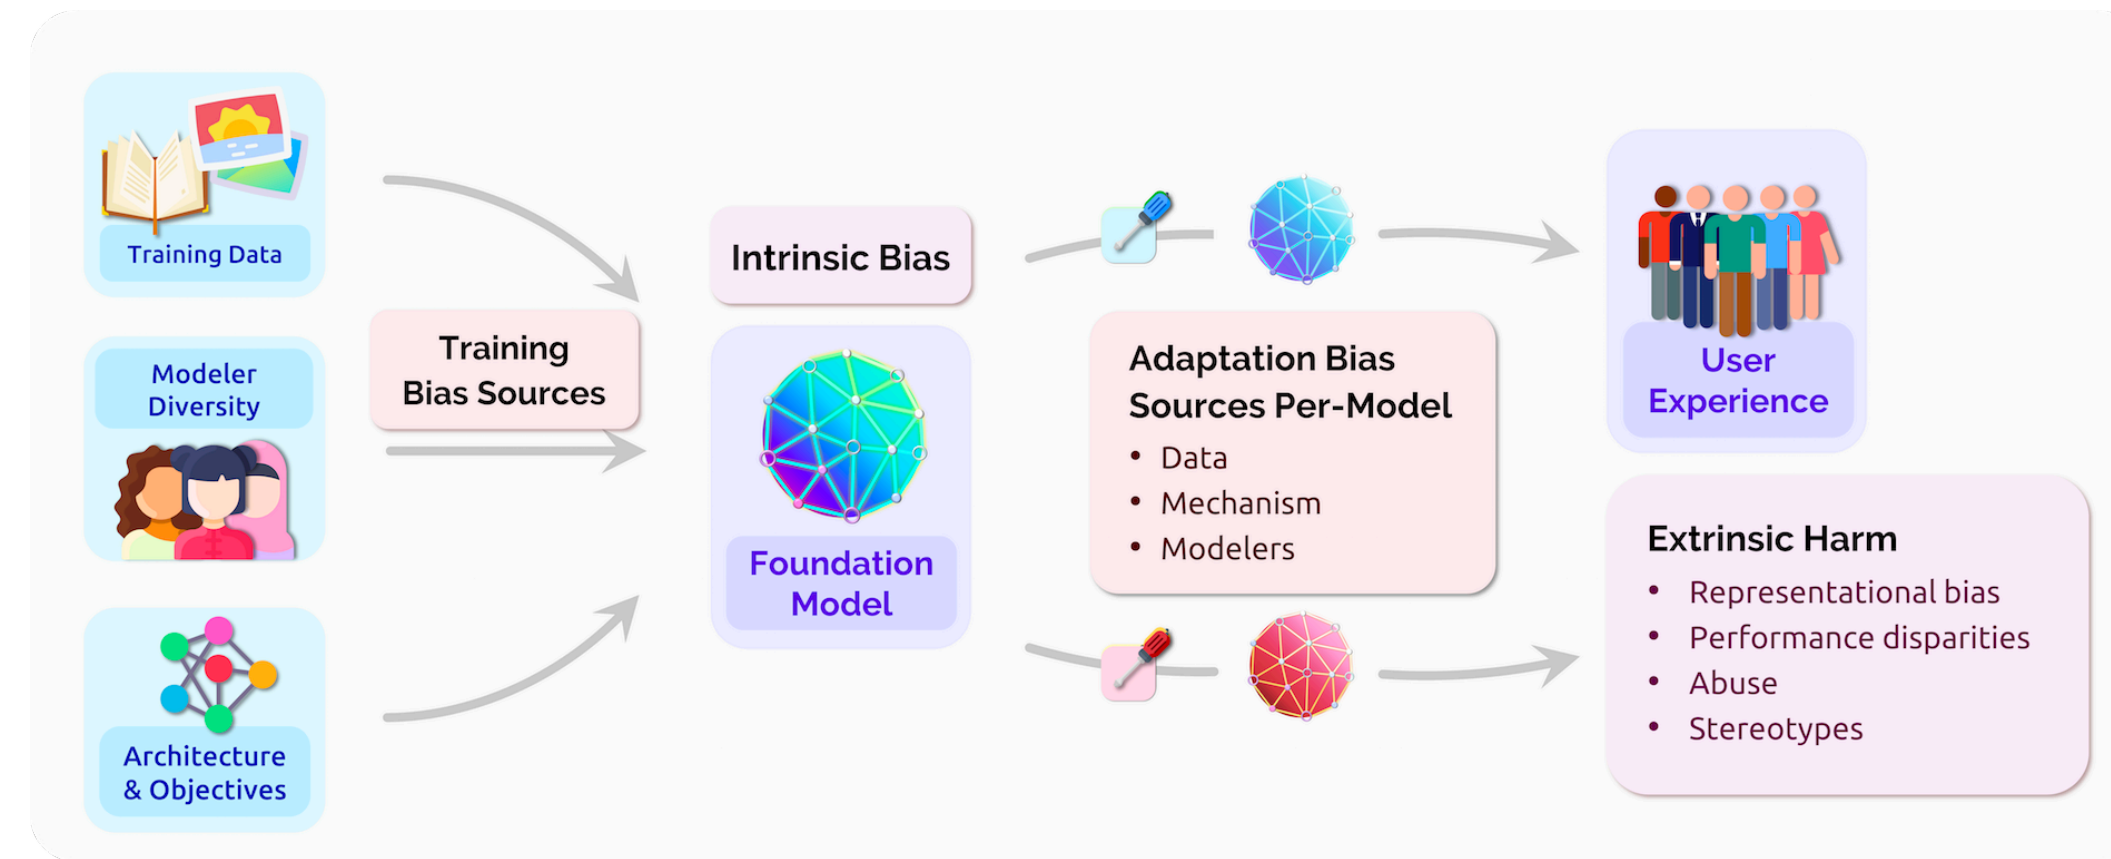 Training Data
Modeler
Diversity
Architecture
& Objectives
Training
Bias Sources
Intrinsic Bias
Foundation
Model
Adaptation Bias
Sources Per-Model
• Data
• Mechanism
• Modelers
User
Experience
Extrinsic Harm
• Representational bias
• Performance disparities
• Abuse
• Stereotypes